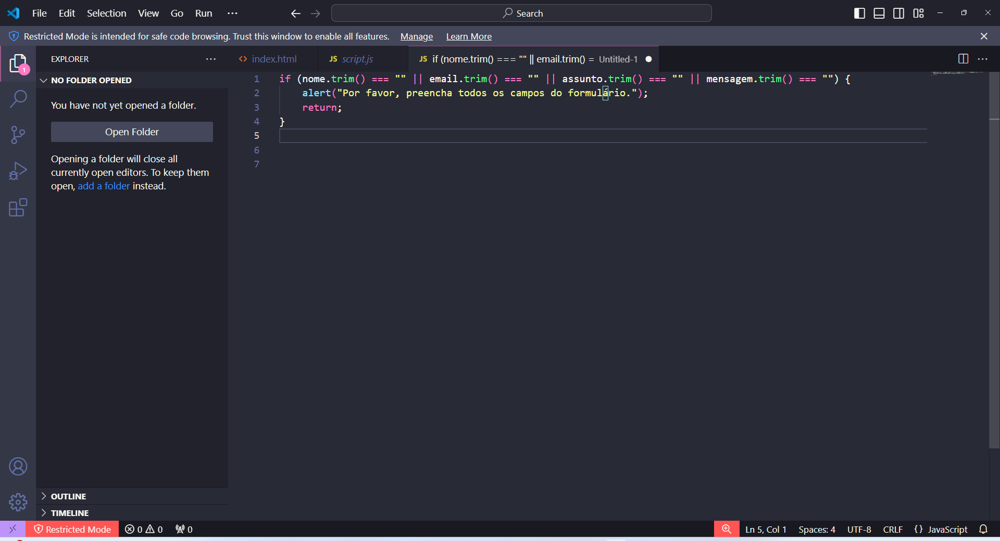 File Edit Selection View Go Run ···
Search
Restricted Mode is intended for safe code browsing. Trust this window to enable all features. Manage Learn More
EXPLORER
index.html
JS script.js
JS if (nome.trim() === "" || email.trim() = Untitled-1
NO FOLDER OPENED
You have not yet opened a folder.
Open Folder
Opening a folder will close all
currently open editors. To keep them
open, add a folder instead.
1 if (nome.trim() === "" || email.trim() === "" || assunto.trim() === "" || mensagem.trim() === "") {
2 alert("Por favor, preencha todos os campos do formulário.");
3 return;
4 }
5
6
7
1
OUTLINE
TIMELINE
Restricted Mode 0 0 0
Ln 5, Col 1 Spaces: 4 UTF-8 CRLF {} JavaScript